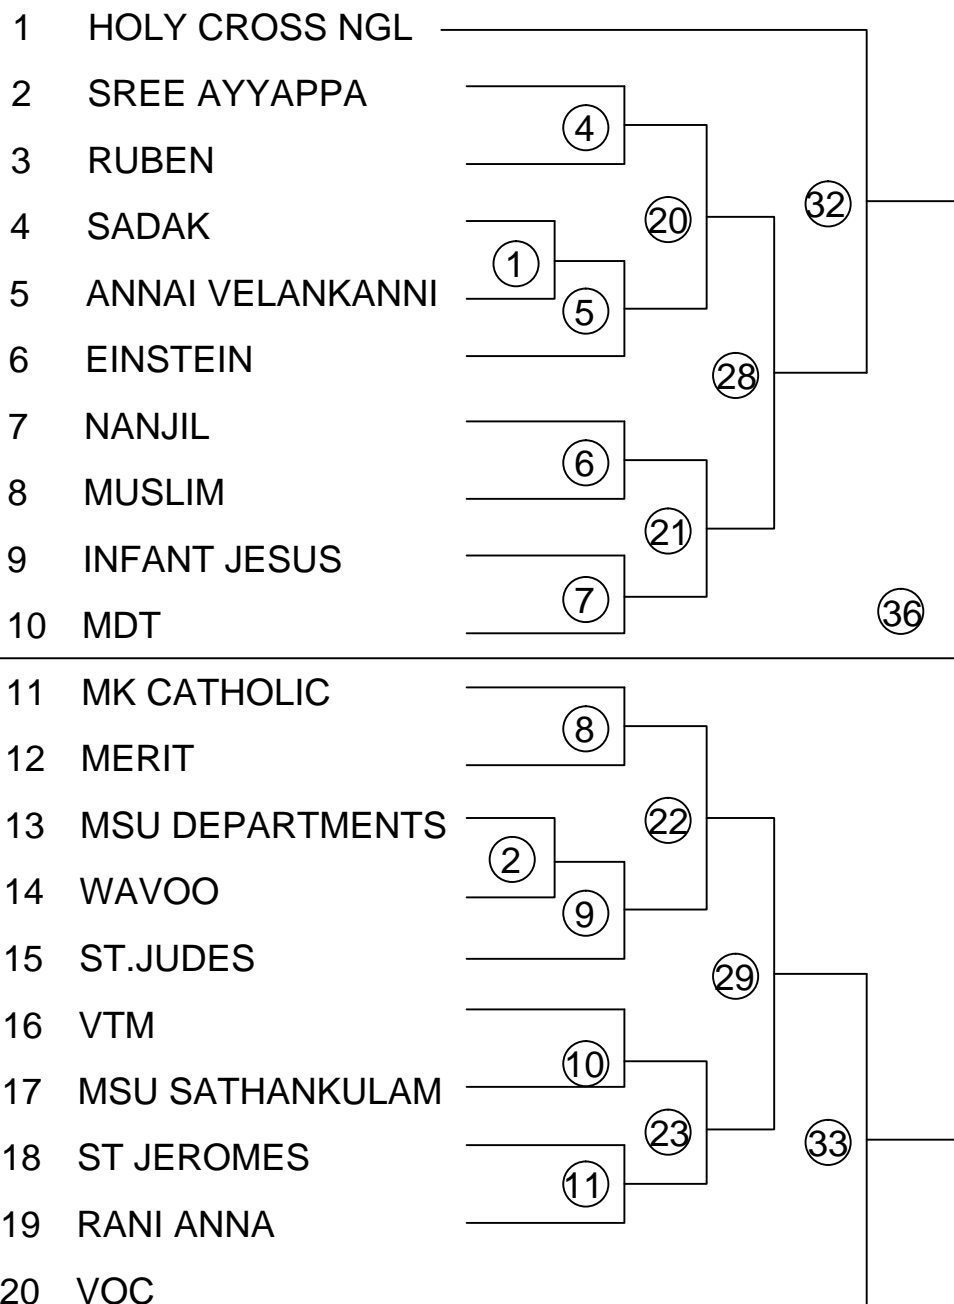 1 HOLY CROSS NGL
2 SREE AYYAPPA
4
3 RUBEN
32
20
4 SADAK
1
5 ANNAI VELANKANNI
5
6 EINSTEIN
28
7 NANJIL
6
8 MUSLIM
21
9 INFANT JESUS
7
36
10 MDT
11 MK CATHOLIC
8
12 MERIT
22
13 MSU DEPARTMENTS
2
14 WAVOO
9
15 ST.JUDES
29
16 VTM
10
17 MSU SATHANKULAM
23
33
18 ST JEROMES
11
19 RANI ANNA
20 VOC